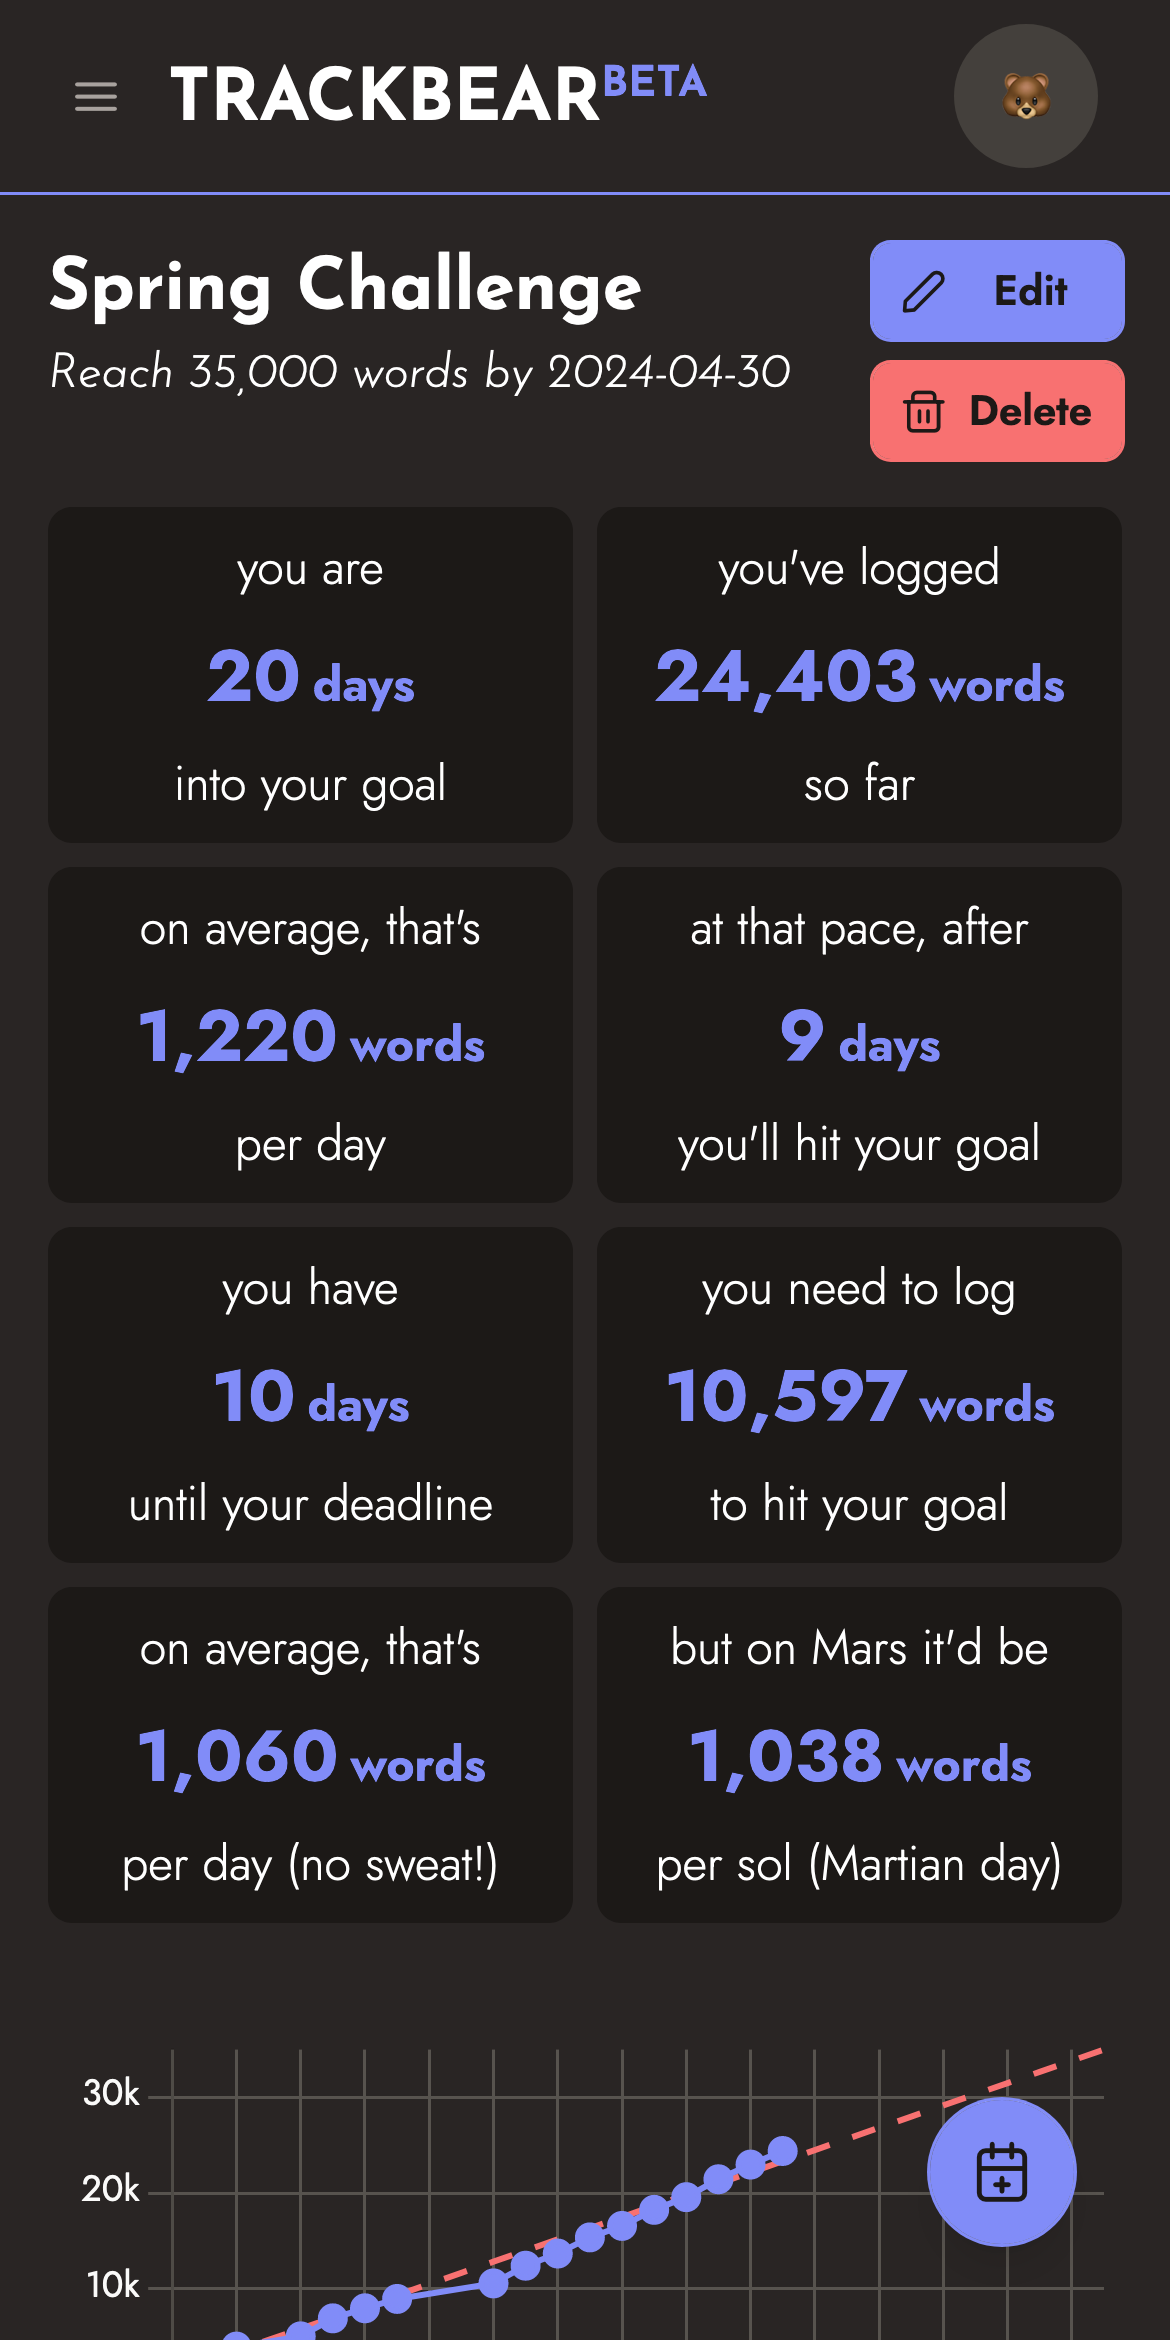 TRACKBEAR BETA
Spring Challenge
Edit
Reach 35,000 words by 2024-04-30
Delete
you are
20 days
into your goal
you've logged
24,403 words
so far
on average, that's
1,220 words
per day
at that pace, after
9 days
you'll hit your goal
you have
10 days
until your deadline
you need to log
10,597 words
to hit your goal
on average, that's
1,060 words
per day (no sweat!)
but on Mars it'd be
1,038 words
per sol (Martian day)
30k
20k
10k